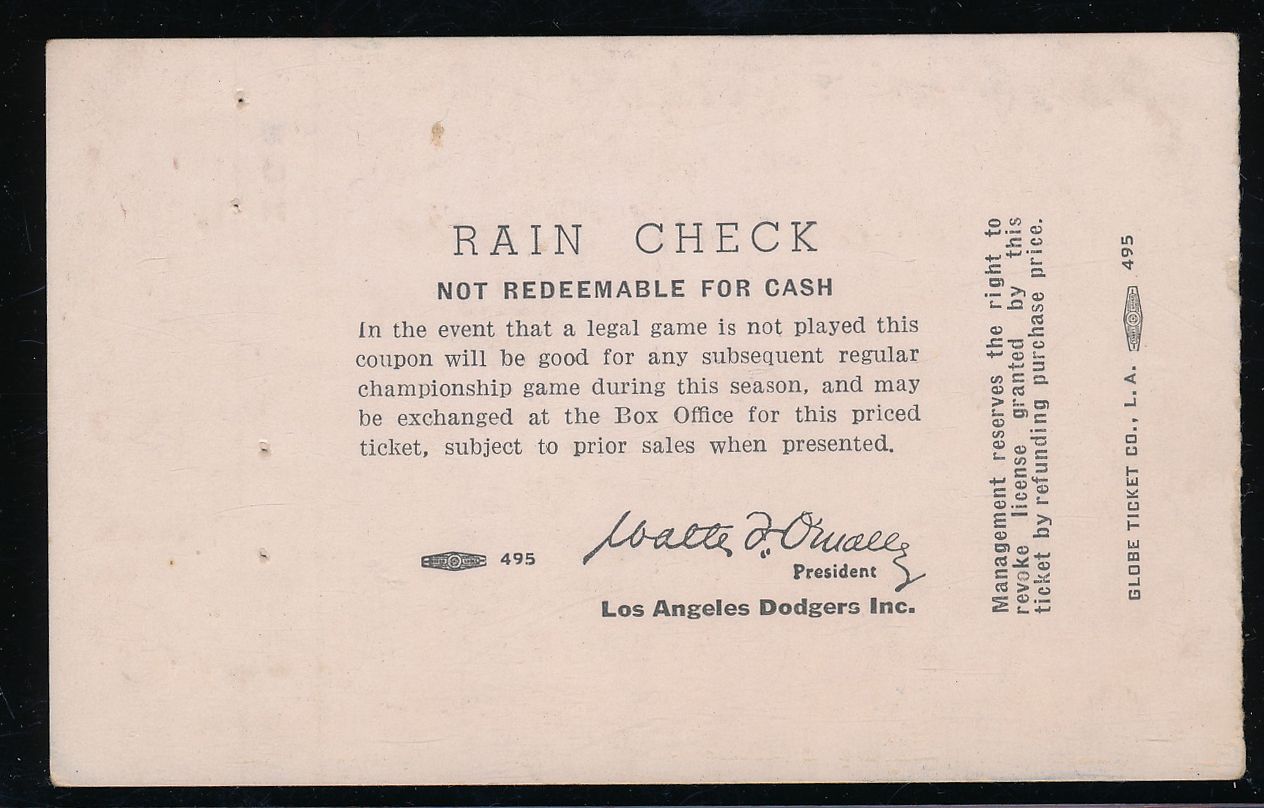 RAIN CHECK
NOT REDEEMABLE FOR CASH
In the event that a legal game is not played this
coupon will be good for any subsequent regular
championship game during this season, and may
be exchanged at the Box Office for this priced
ticket, subject to prior sales when presented.
Walter F. O'Malley
495
President
Los Angeles Dodgers Inc.
Management reserves the right to
revoke license granted by this
ticket by refunding purchase price.
GLOBE TICKET CO., L. A. 495